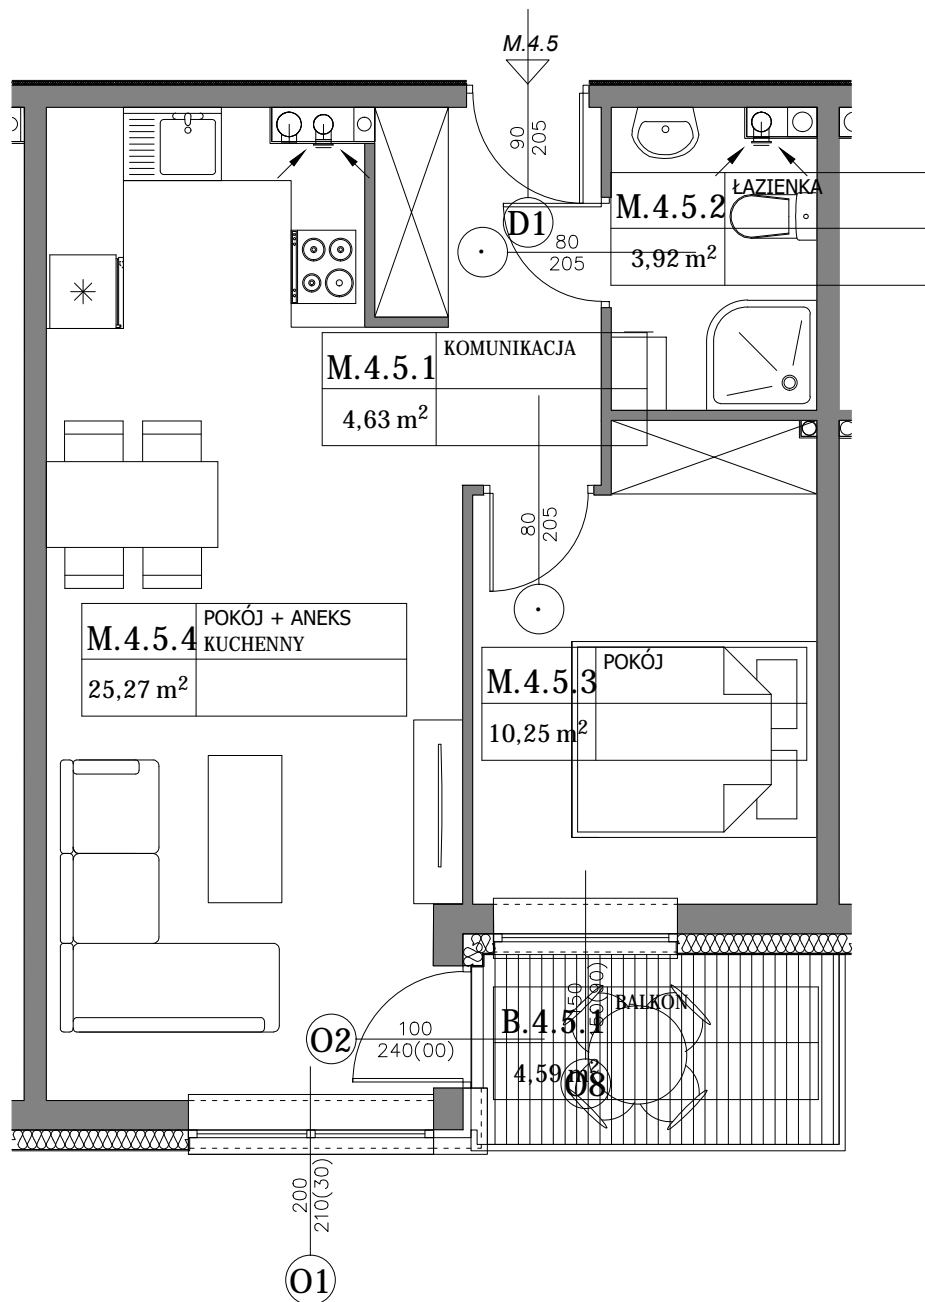 M.4.5
90
205
D1
80
205
M.4.5.2
ŁAZIENKA
3,92 m²
M.4.5.1
KOMUNIKACJA
4,63 m²
80
205
M.4.5.4
POKÓJ + ANEKS
KUCHENNY
25,27 m²
M.4.5.3
POKÓJ
10,25 m²
B.4.5.1
BALKON
4,59 m²
O8
O2
100
240(00)
200
210(30)
O1